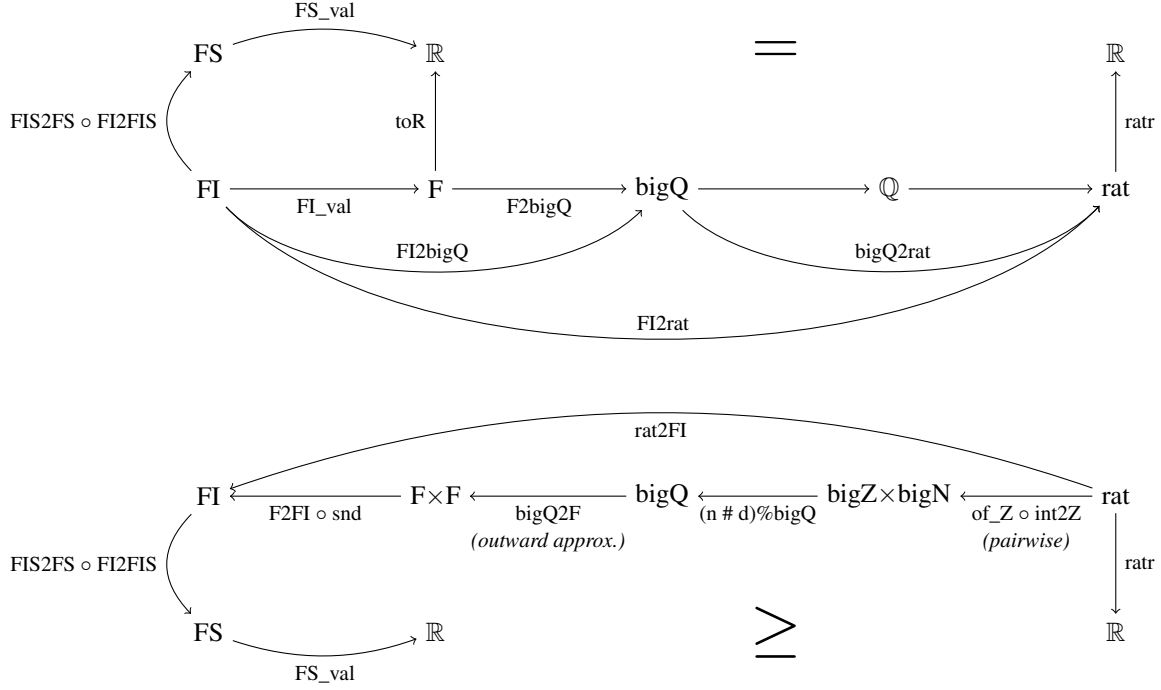 FS_val
FS ℝ = ℝ
FIS2FS ∘ FI2FIS toR ratr
FI F bigQ ℚ rat
FI_val F2bigQ
FI2bigQ bigQ2rat
FI2rat
rat2FI
FI F×F bigQ bigZ×bigN rat
F2FI ∘ snd bigQ2F (n # d)%bigQ of_Z ∘ int2Z
(outward approx.) (pairwise)
FIS2FS ∘ FI2FIS ratr
FS ℝ ≥ ℝ
FS_val